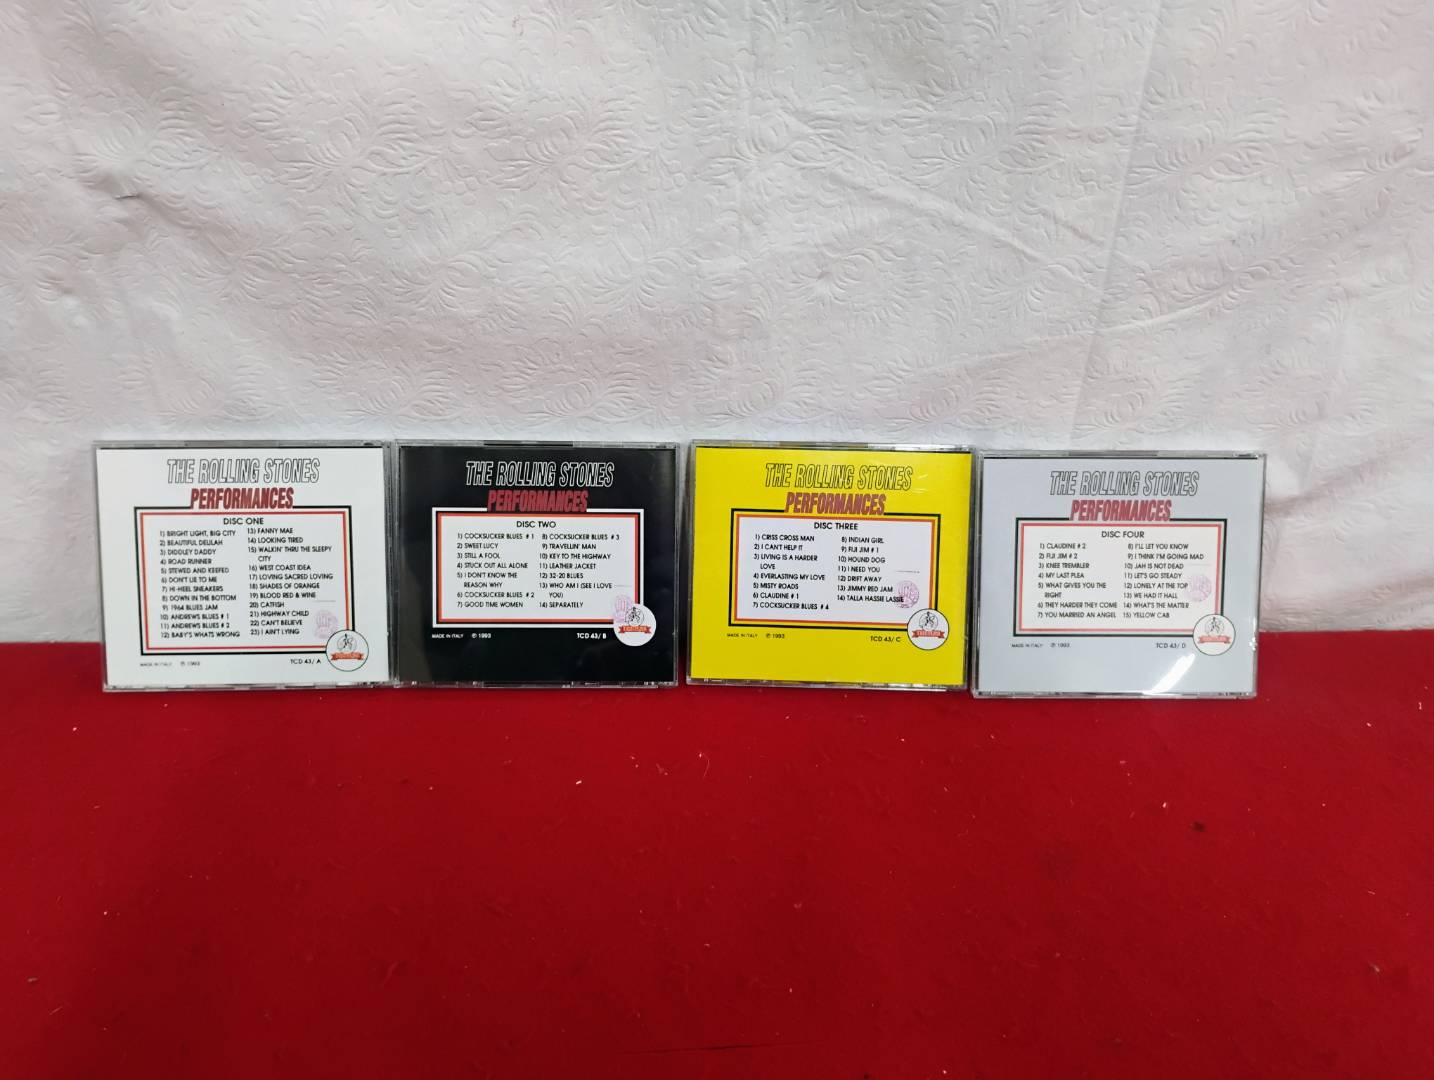 THE ROLLING STONES
PERFORMANCES
DISC ONE
1) BRIGHT LIGHT, BIG CITY
2) BEAUTIFUL DELILAH
3) DIDDLEY DADDY
4) ROAD RUNNER
5) STEWED AND KEEFED
6) DON'T LIE TO ME
7) HI-HEEL SNEAKERS
8) DOWN IN THE BOTTOM
9) 1964 BLUES JAM
10) ANDREWS BLUES # 1
11) ANDREWS BLUES # 2
12) BABY'S WHATS WRONG
13) FANNY MAE
14) LOOKING TIRED
15) WALKIN' THRU THE SLEEPY
CITY
16) WEST COAST IDEA
17) LOVING SACRED LOVING
18) SHADES OF ORANGE
19) BLOOD RED & WINE
20) CATFISH
21) HIGHWAY CHILD
22) CAN'T BELIEVE
23) I AIN'T LYING
MADE IN ITALY ℗ 1993
TCD 43/ A
THE ROLLING STONES
PERFORMANCES
DISC TWO
1) COCKSUCKER BLUES # 1
2) SWEET LUCY
3) STILL A FOOL
4) STUCK OUT ALL ALONE
5) I DON'T KNOW THE
REASON WHY
6) COCKSUCKER BLUES # 2
7) GOOD TIME WOMEN
8) COCKSUCKER BLUES # 3
9) TRAVELLIN' MAN
10) KEY TO THE HIGHWAY
11) LEATHER JACKET
12) 32-20 BLUES
13) WHO AM I (SEE I LOVE
YOU)
14) SEPARATELY
MADE IN ITALY ℗ 1993
TCD 43/ B
THE ROLLING STONES
PERFORMANCES
DISC THREE
1) CRISS CROSS MAN
2) I CAN'T HELP IT
3) LIVING IS A HARDER
LOVE
4) EVERLASTING MY LOVE
5) MISTY ROADS
6) CLAUDINE # 1
7) COCKSUCKER BLUES # 4
8) INDIAN GIRL
9) FIJI JIM # 1
10) HOUND DOG
11) I NEED YOU
12) DRIFT AWAY
13) JIMMY RED JAM
14) TALLA HASSIE LASSIE
MADE IN ITALY ℗ 1993
TCD 43/ C
THE ROLLING STONES
PERFORMANCES
DISC FOUR
1) CLAUDINE # 2
2) FIJI JIM # 2
3) KNEE TREMBLER
4) MY LAST PLEA
5) WHAT GIVES YOU THE
RIGHT
6) THEY HARDER THEY COME
7) YOU MARRIED AN ANGEL
8) I'LL LET YOU KNOW
9) I THINK I'M GOING MAD
10) JAH IS NOT DEAD
11) LET'S GO STEADY
12) LONELY AT THE TOP
13) WE HAD IT HALL
14) WHAT'S THE MATTER
15) YELLOW CAB
MADE IN ITALY ℗ 1993
TCD 43/ D